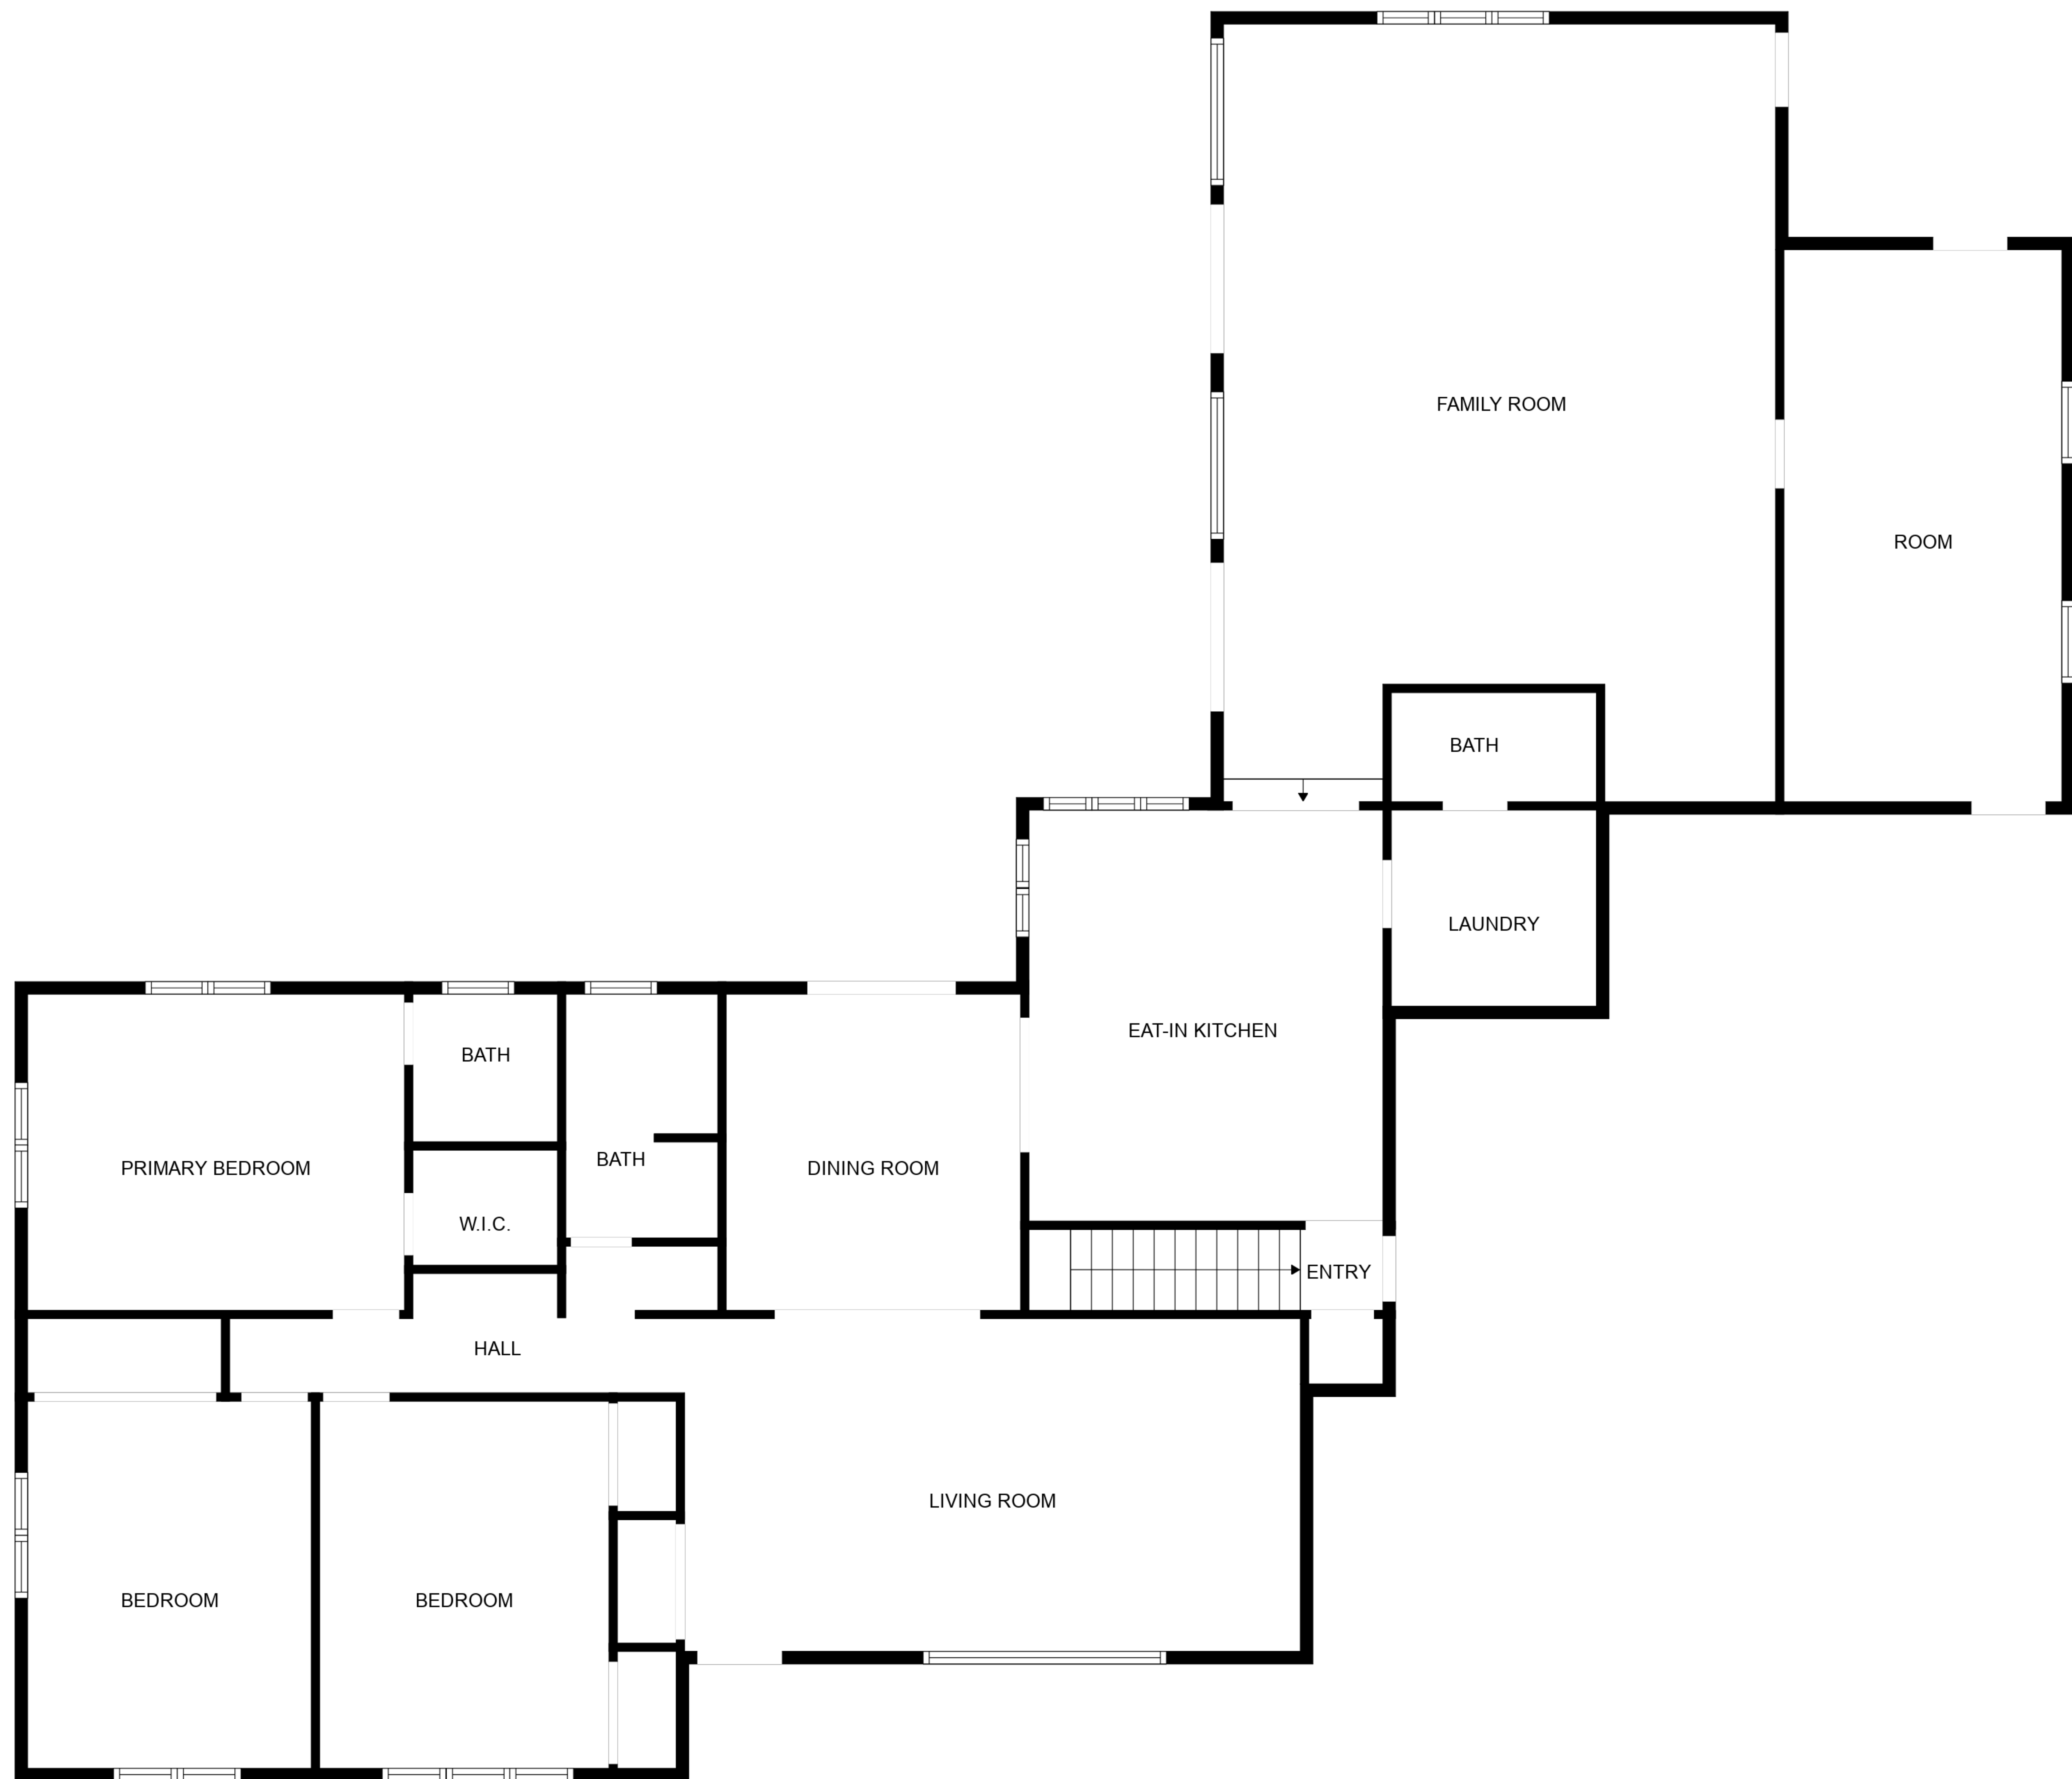 FAMILY ROOM
ROOM
BATH
LAUNDRY
EAT-IN KITCHEN
BATH
BATH
PRIMARY BEDROOM
DINING ROOM
W.I.C.
ENTRY
HALL
LIVING ROOM
BEDROOM
BEDROOM